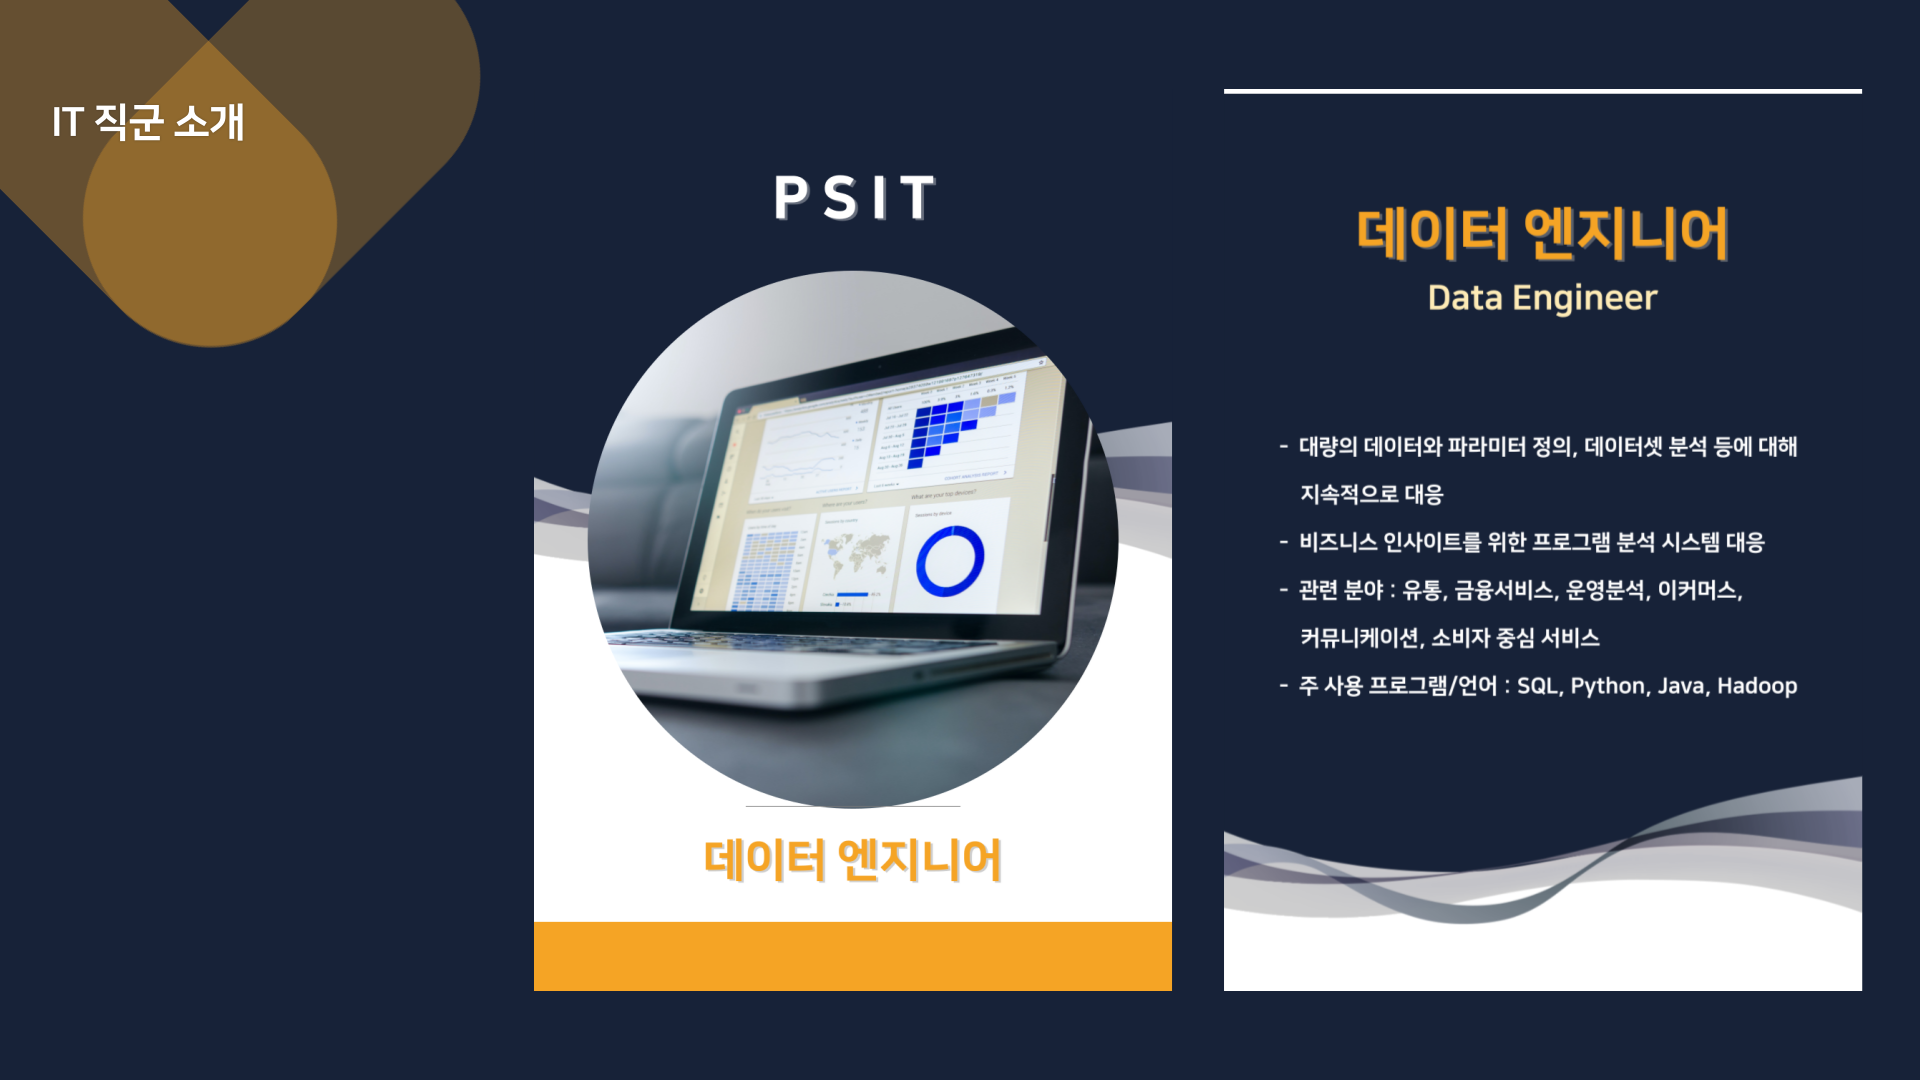 IT 직군 소개
PSIT
데이터 엔지니어
데이터 엔지니어
Data Engineer
- 대량의 데이터와 파라미터 정의, 데이터셋 분석 등에 대해
지속적으로 대응
- 비즈니스 인사이트를 위한 프로그램 분석 시스템 대응
- 관련 분야 : 유통, 금융서비스, 운영분석, 이커머스,
커뮤니케이션, 소비자 중심 서비스
- 주 사용 프로그램/언어 : SQL, Python, Java, Hadoop